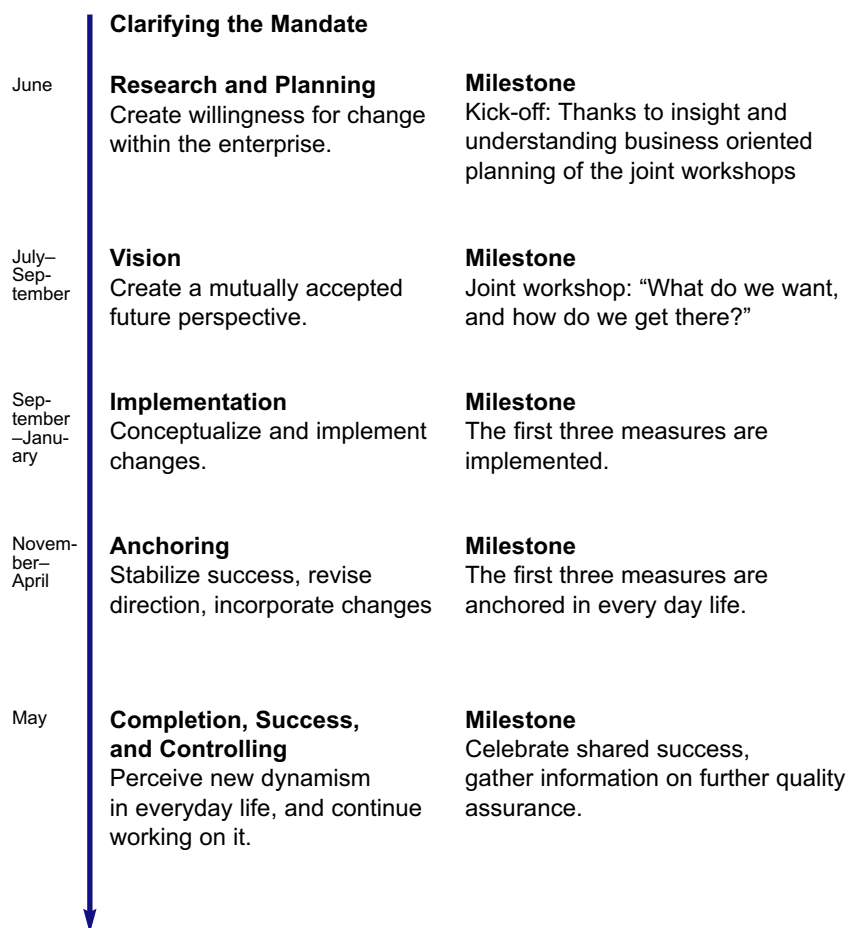 Clarifying the Mandate
June
Research and Planning
Create willingness for change
within the enterprise.
Milestone
Kick-off: Thanks to insight and
understanding business oriented
planning of the joint workshops
July–
Sep-
tember
Vision
Create a mutually accepted
future perspective.
Milestone
Joint workshop: “What do we want,
and how do we get there?”
Sep-
tember
–Janu-
ary
Implementation
Conceptualize and implement
changes.
Milestone
The first three measures are
implemented.
Novem-
ber–
April
Anchoring
Stabilize success, revise
direction, incorporate changes
Milestone
The first three measures are
anchored in every day life.
May
Completion, Success,
and Controlling
Perceive new dynamism
in everyday life, and continue
working on it.
Milestone
Celebrate shared success,
gather information on further quality
assurance.